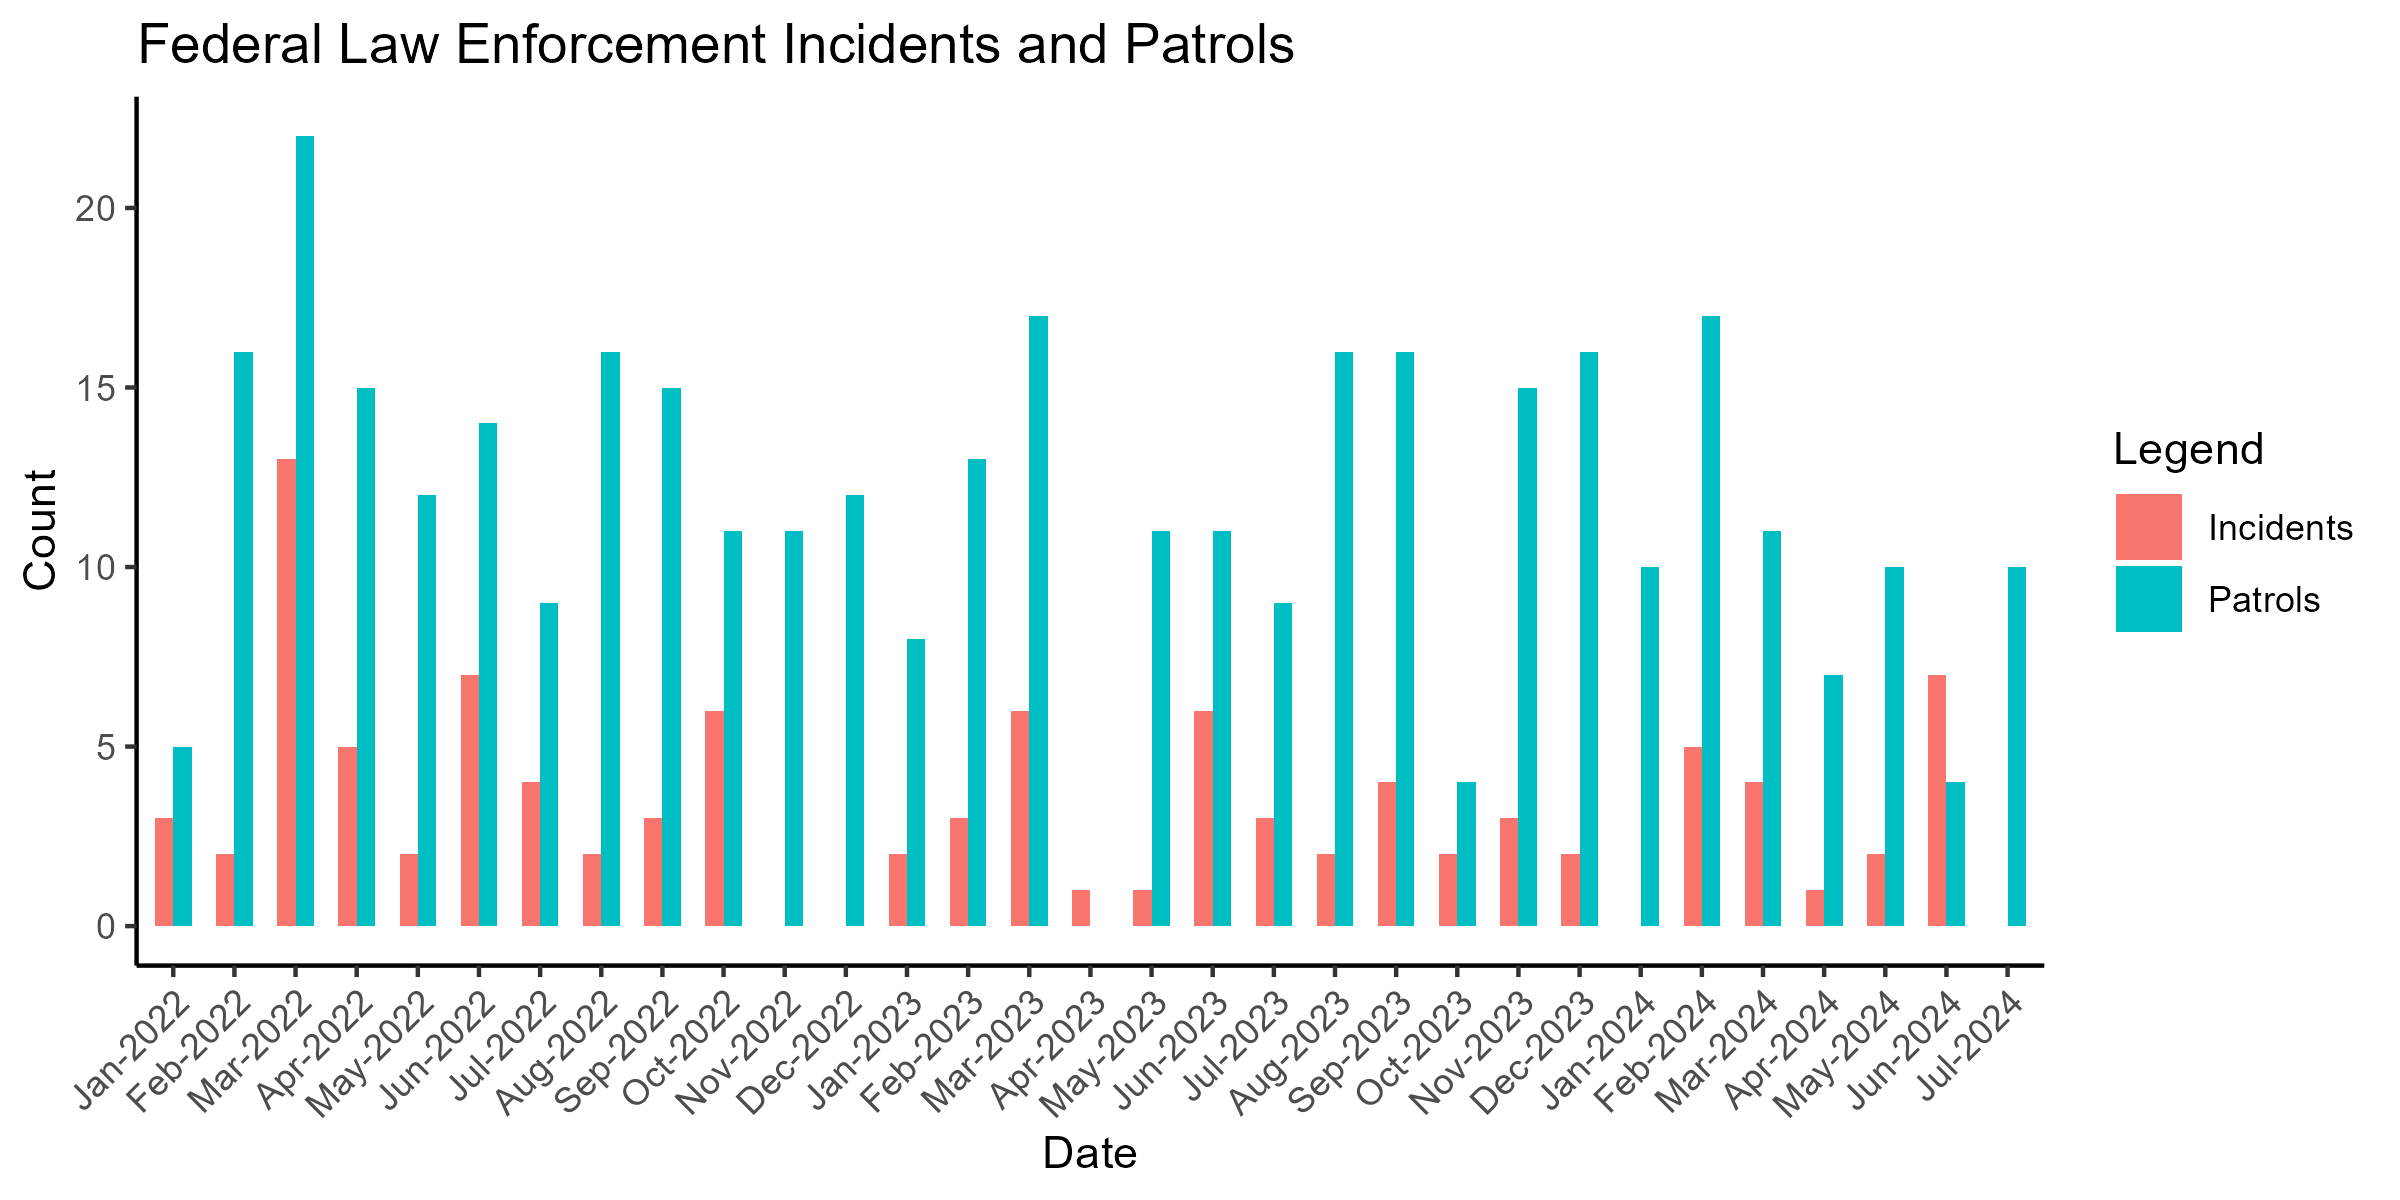 Federal Law Enforcement Incidents and Patrols
Count
20
15
10
5
0
Jan-2022
Feb-2022
Mar-2022
Apr-2022
May-2022
Jun-2022
Jul-2022
Aug-2022
Sep-2022
Oct-2022
Nov-2022
Dec-2022
Jan-2023
Feb-2023
Mar-2023
Apr-2023
May-2023
Jun-2023
Jul-2023
Aug-2023
Sep-2023
Oct-2023
Nov-2023
Dec-2023
Jan-2024
Feb-2024
Mar-2024
Apr-2024
May-2024
Jun-2024
Jul-2024
Date
Legend
Incidents
Patrols